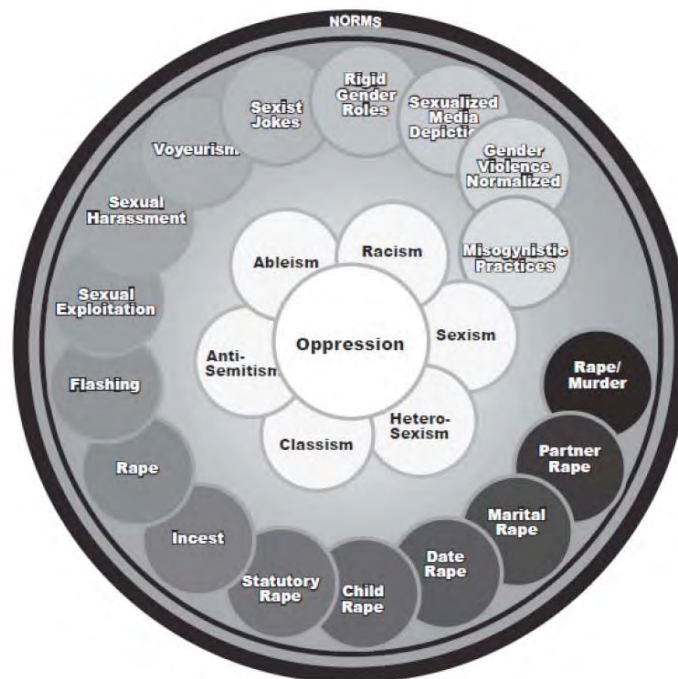 NORMS
Rigid
Gender
Roles
Sexist
Jokes
Voyeurism
Sexual
Harassment
Sexual
Exploitation
Flashing
Rape
Incest
Statutory
Rape
Child
Rape
Date
Rape
Marital
Rape
Partner
Rape
Rape/
Murder
Misogynistic
Practices
Gender
Violence
Normalized
Sexualized
Media
Depictio
Oppression
Racism
Sexism
Hetero-
Sexism
Classism
Anti-
Semitism
Ableism